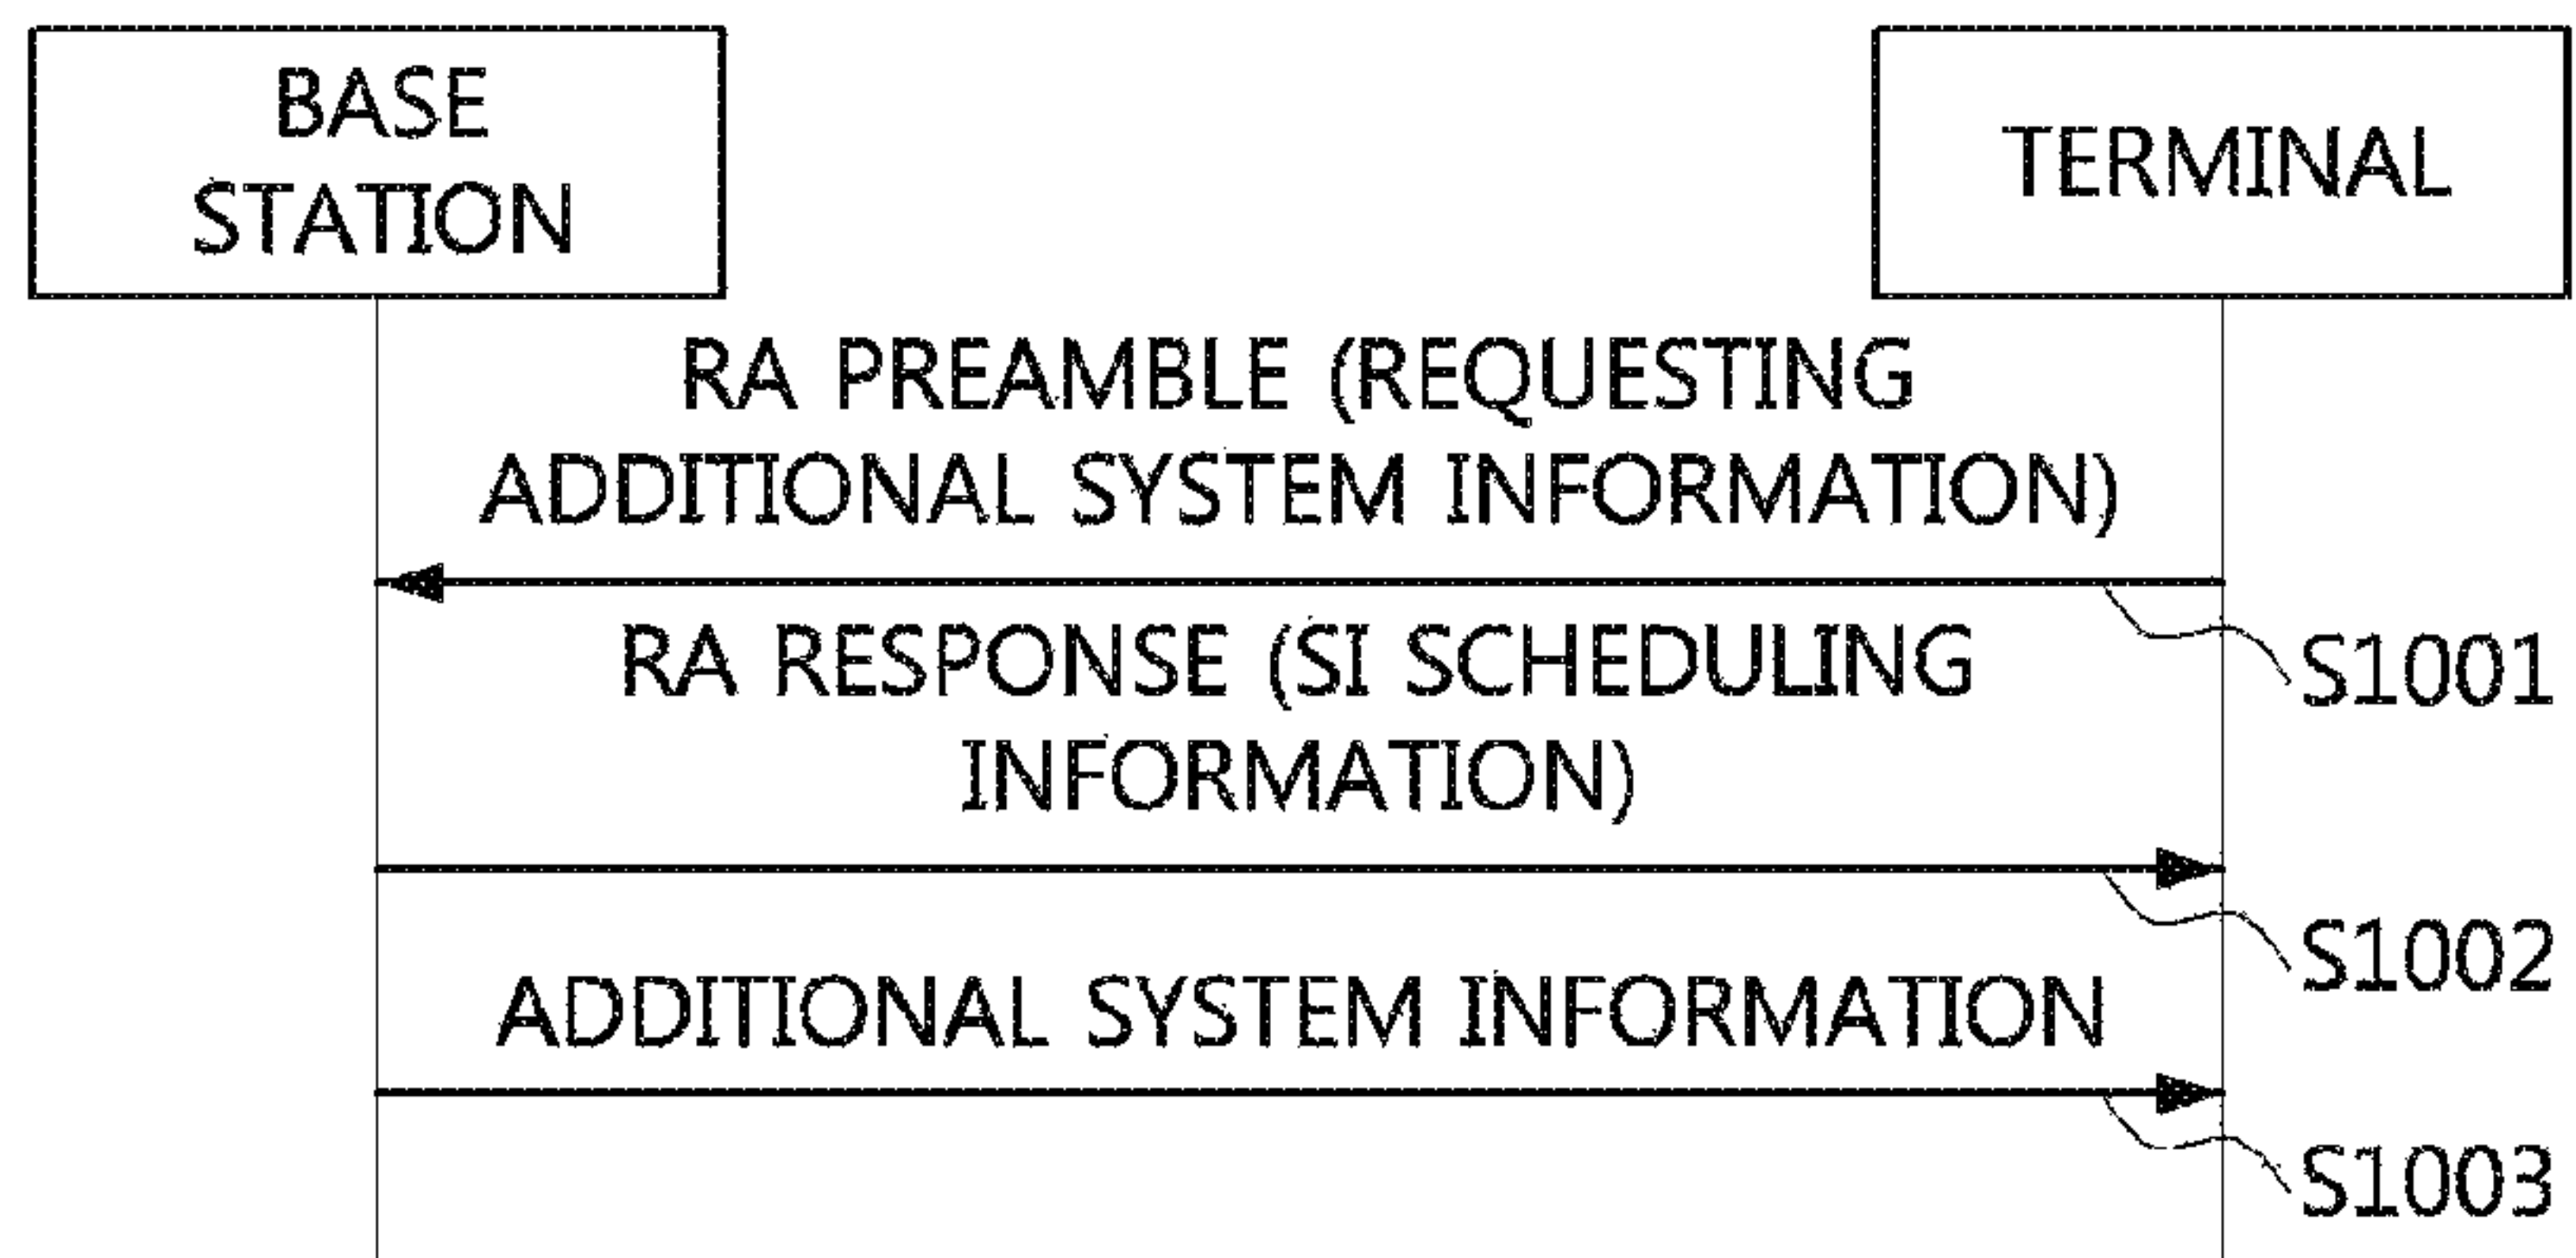 BASE
STATION
TERMINAL
RA PREAMBLE (REQUESTING
ADDITIONAL SYSTEM INFORMATION)
S1001
RA RESPONSE (SI SCHEDULING
INFORMATION)
S1002
ADDITIONAL SYSTEM INFORMATION
S1003